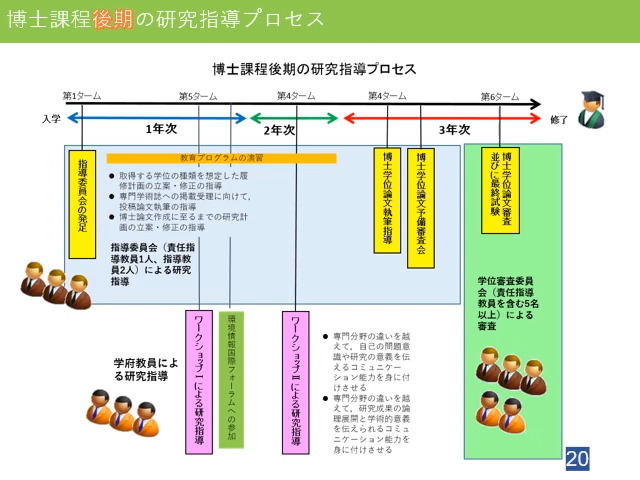 博士課程後期の研究指導プロセス
博士課程後期の研究指導プロセス
第1ターム
第5ターム
第4ターム
第4ターム
第6ターム
入学
1年次
2年次
3年次
修了
指導委員会の発足
教育プログラムの演習
● 取得する学位の種類を想定した履
修計画の立案・修正の指導
● 専門学術誌への掲載受理に向けて,
投稿論文執筆の指導
● 博士論文作成に至るまでの研究計
画の立案・修正の指導
指導委員会（責任指
導教員1人、指導教
員2人）による研究
指導
博士学位論文執筆指導
博士学位論文予備審査会
博士学位論文審査
並びに最終試験
学位審査委員
会（責任指導
教員を含む5名
以上）による
審査
学府教員によ
る研究指導
ワークショップⅠによる研究指導
環境情報国際フォーラムへの参加
ワークショップⅡによる研究指導
● 専門分野の違いを越
えて，自己の問題意
識や研究の意義を伝
えるコミュニケー
ション能力を身に付
けさせる
● 専門分野の違いを越
えて，研究成果の論
理展開と学術的意義
を伝えられるコミュ
ニケーション能力を
身に付けさせる
20